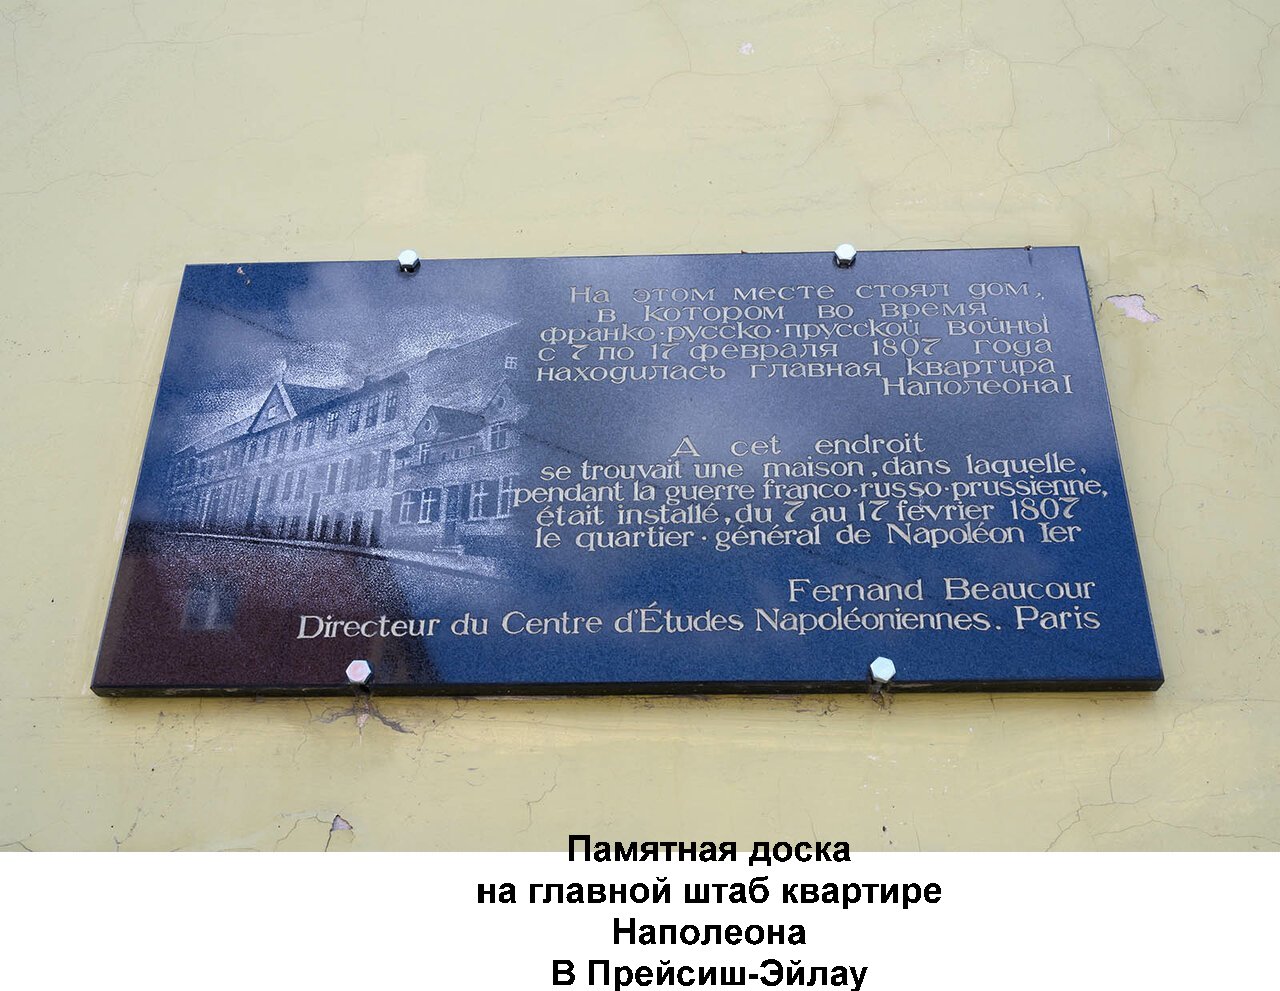 На этом месте стоял дом,
в котором во время
франко·русско·прусской войны
с 7 по 17 февраля 1807 года
находилась главная квартира
Наполеона I
A cet endroit
se trouvait une maison, dans laquelle,
pendant la guerre franco·russo·prussienne,
était installé, du 7 au 17 fevrier 1807
le quartier·général de Napoléon Ier
Fernand Beaucour
Directeur du Centre d'Études Napoléoniennes. Paris
Памятная доска
на главной штаб квартире
Наполеона
В Прейсиш-Эйлау